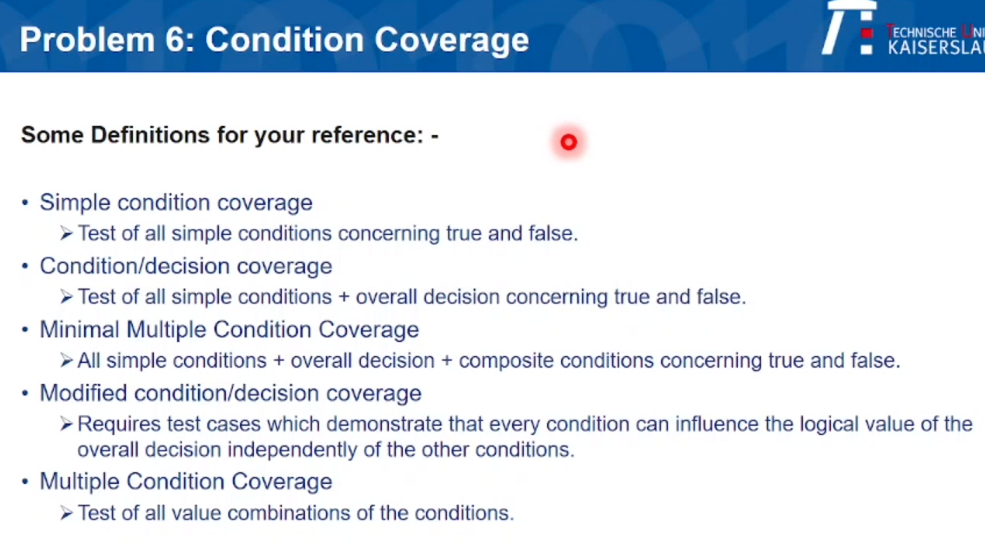 Problem 6: Condition Coverage
TECHNISCHE
Some Definitions for your reference: -
• Simple condition coverage
➢ Test of all simple conditions concerning true and false.
• Condition/decision coverage
➢ Test of all simple conditions + overall decision concerning true and false.
• Minimal Multiple Condition Coverage
➢ All simple conditions + overall decision + composite conditions concerning true and false.
• Modified condition/decision coverage
➢ Requires test cases which demonstrate that every condition can influence the logical value of the
overall decision independently of the other conditions.
• Multiple Condition Coverage
➢ Test of all value combinations of the conditions.